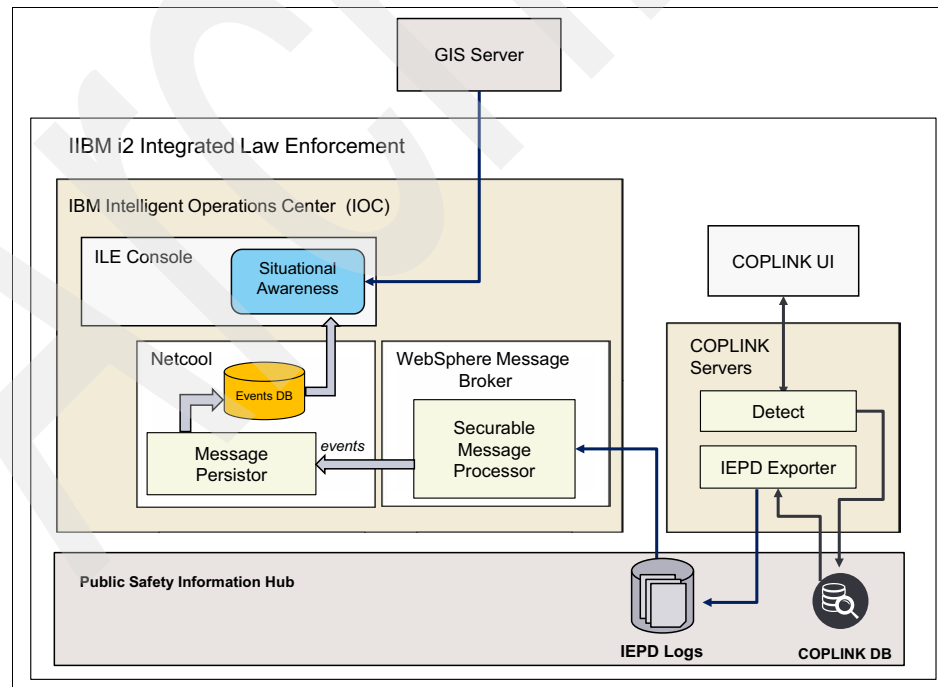 GIS Server
IIBM i2 Integrated Law Enforcement
IBM Intelligent Operations Center (IOC)
ILE Console
Situational
Awareness
COPLINK UI
Netcool
Events DB
Message
Persistor
events
WebSphere Message
Broker
Securable
Message
Processor
COPLINK
Servers
Detect
IEPD Exporter
Public Safety Information Hub
IEPD Logs
COPLINK DB